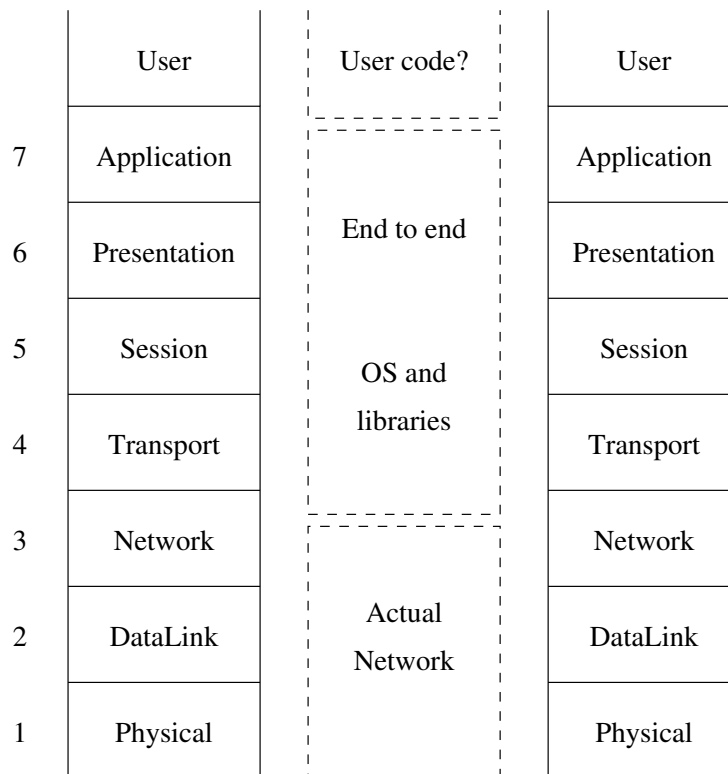 User User code? User
7 Application Application
6 Presentation End to end Presentation
5 Session Session
OS and
libraries
4 Transport Transport
3 Network Network
Actual
2 DataLink DataLink
Network
1 Physical Physical